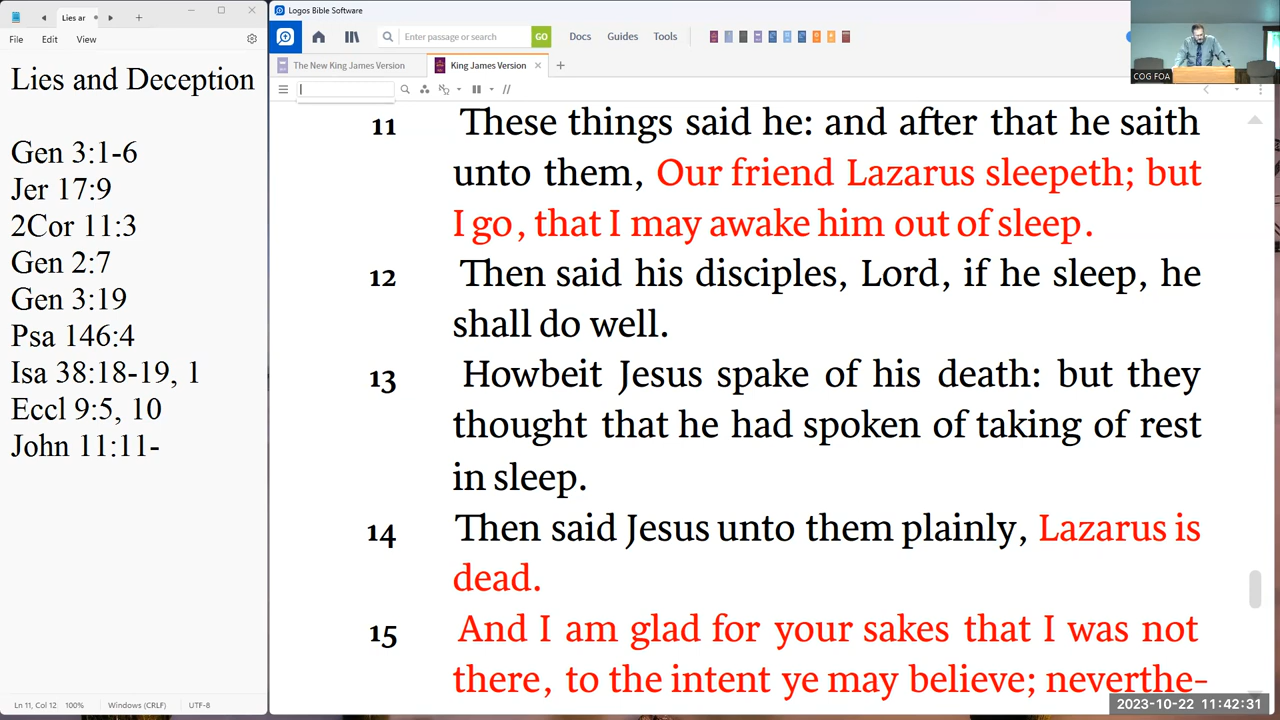 Lies ar
File Edit View
Lies and Deception
Gen 3:1-6
Jer 17:9
2Cor 11:3
Gen 2:7
Gen 3:19
Psa 146:4
Isa 38:18-19, 1
Eccl 9:5, 10
John 11:11-
Ln 11, Col 12 100% Windows (CRLF) UTF-8
Logos Bible Software
Enter passage or search GO Docs Guides Tools
The New King James Version King James Version
COG FOA
11 These things said he: and after that he saith
unto them, Our friend Lazarus sleepeth; but
I go, that I may awake him out of sleep.
12 Then said his disciples, Lord, if he sleep, he
shall do well.
13 Howbeit Jesus spake of his death: but they
thought that he had spoken of taking of rest
in sleep.
14 Then said Jesus unto them plainly, Lazarus is
dead.
15 And I am glad for your sakes that I was not
there, to the intent ye may believe; neverthe-
2023-10-22 11:42:31